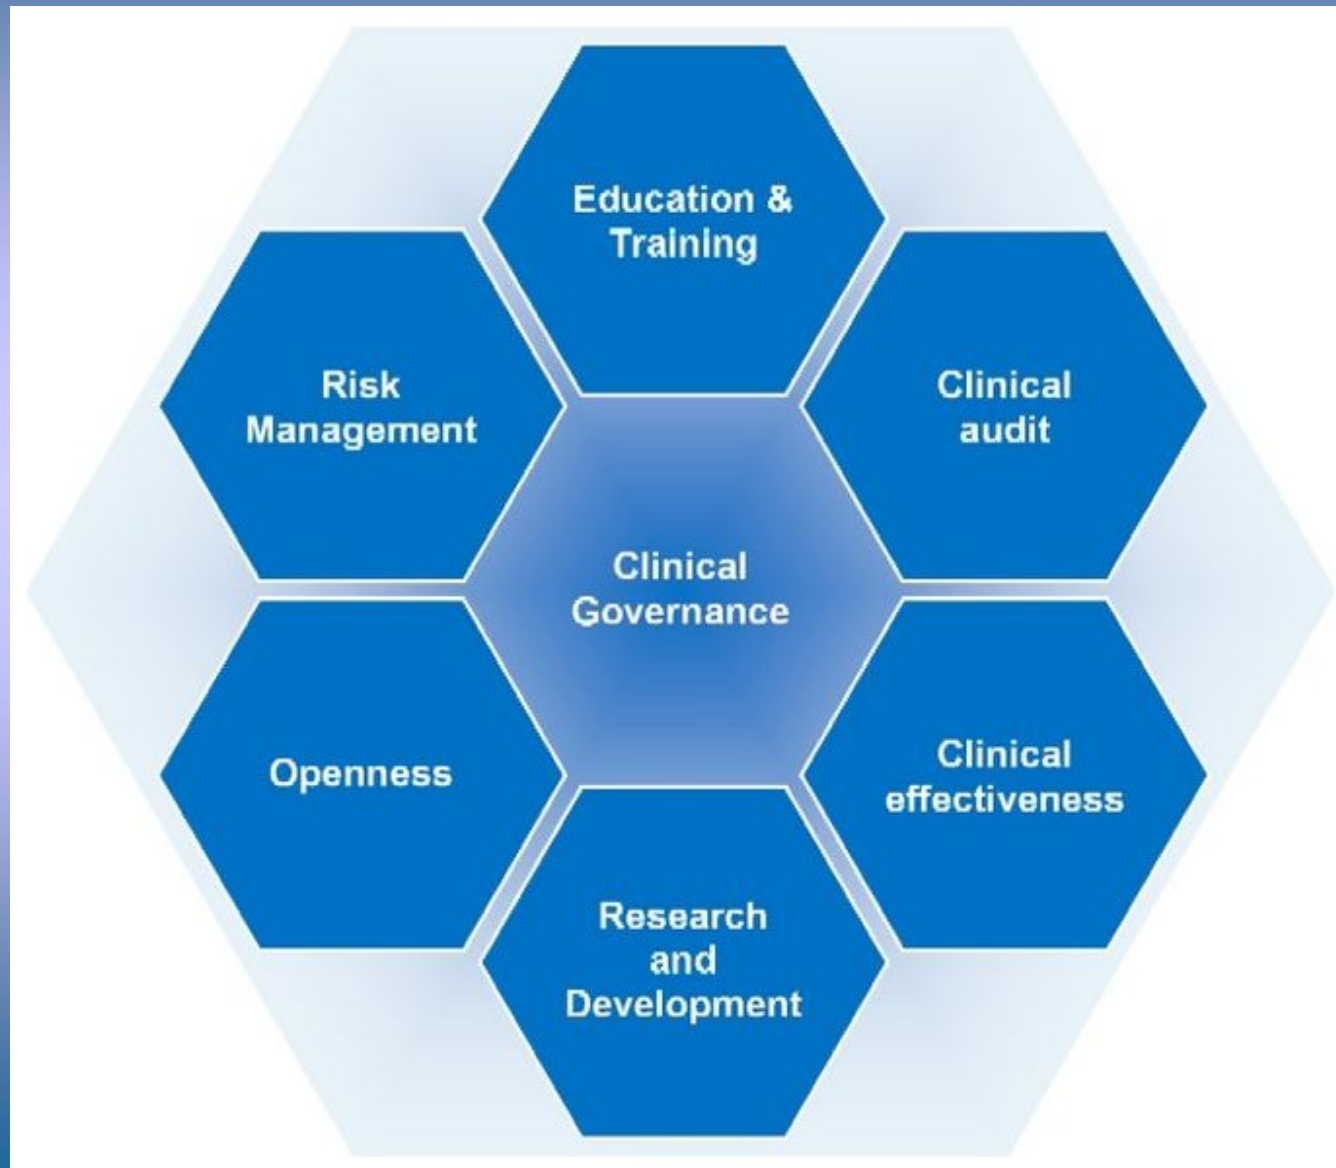 Education &
Training
Risk
Management
Clinical
audit
Clinical
Governance
Openness
Clinical
effectiveness
Research
and
Development